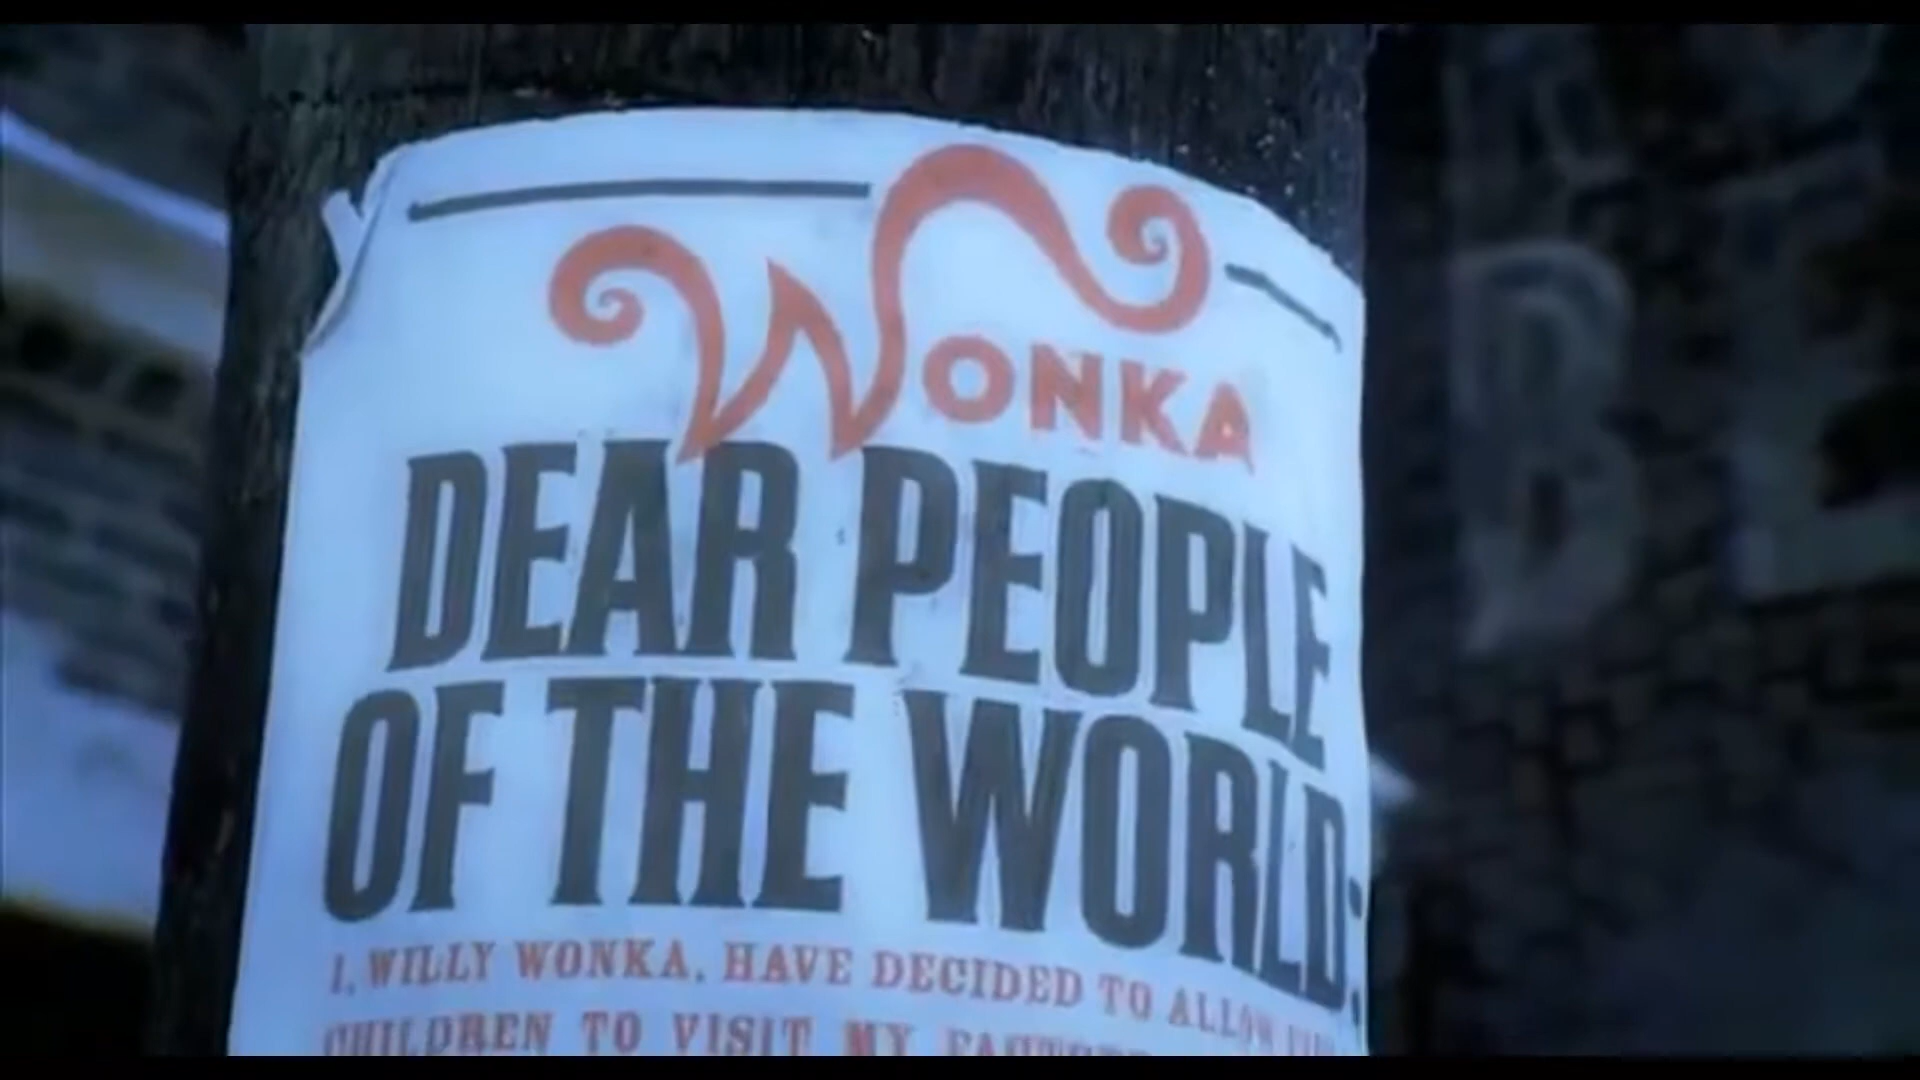 WONKA
DEAR PEOPLE
OF THE WORLD:
I, WILLY WONKA, HAVE DECIDED TO ALLOW
CHILDREN TO VISIT MY